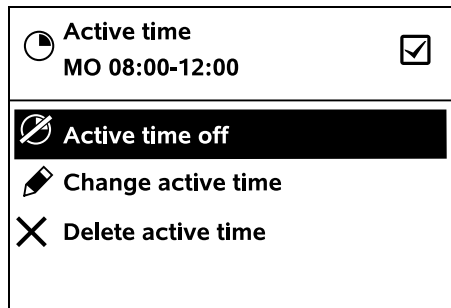 Active time
MO 08:00-12:00
Active time off
Change active time
Delete active time